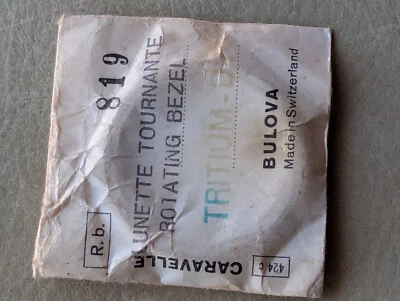 R.b. 819
LUNETTE TOURNANTE
ROTATING BEZEL
BULOVA
Made in Switzerland
424 c CARAVELLE
TRITIUM